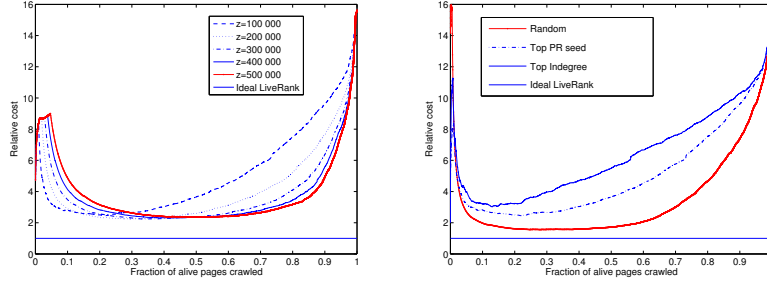 16
14
12
10
8
6
4
2
0
Relative cost
z=100 000
z=200 000
z=300 000
z=400 000
z=500 000
Ideal LiveRank
0 0.1 0.2 0.3 0.4 0.5 0.6 0.7 0.8 0.9 1
Fraction of alive pages crawled
16
14
12
10
8
6
4
2
0
Relative cost
Random
Top PR seed
Top Indegree
Ideal LiveRank
0 0.1 0.2 0.3 0.4 0.5 0.6 0.7 0.8 0.9
Fraction of alive pages crawled